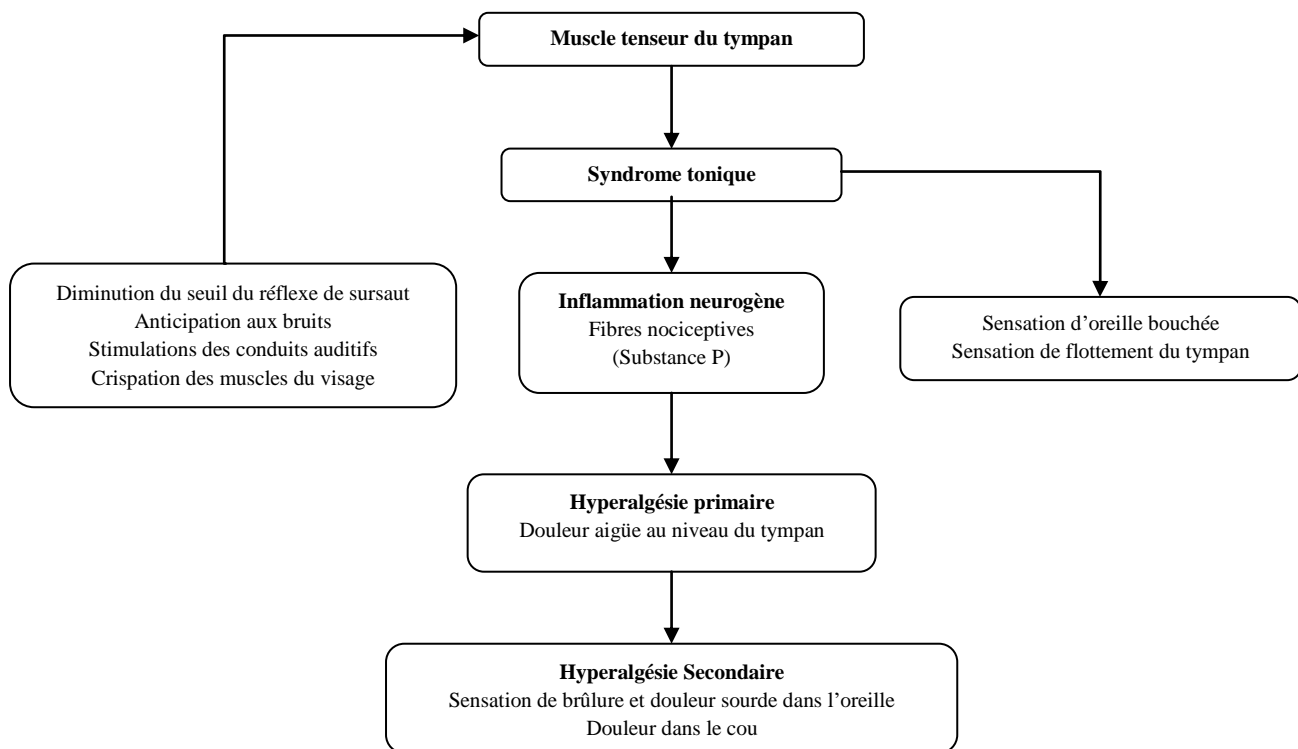 Muscle tenseur du tympan
Syndrome tonique
Diminution du seuil du réflexe de sursaut
Anticipation aux bruits
Stimulations des conduits auditifs
Crispation des muscles du visage
Inflammation neurogène
Fibres nociceptives
(Substance P)
Sensation d’oreille bouchée
Sensation de flottement du tympan
Hyperalgésie primaire
Douleur aigüe au niveau du tympan
Hyperalgésie Secondaire
Sensation de brûlure et douleur sourde dans l’oreille
Douleur dans le cou